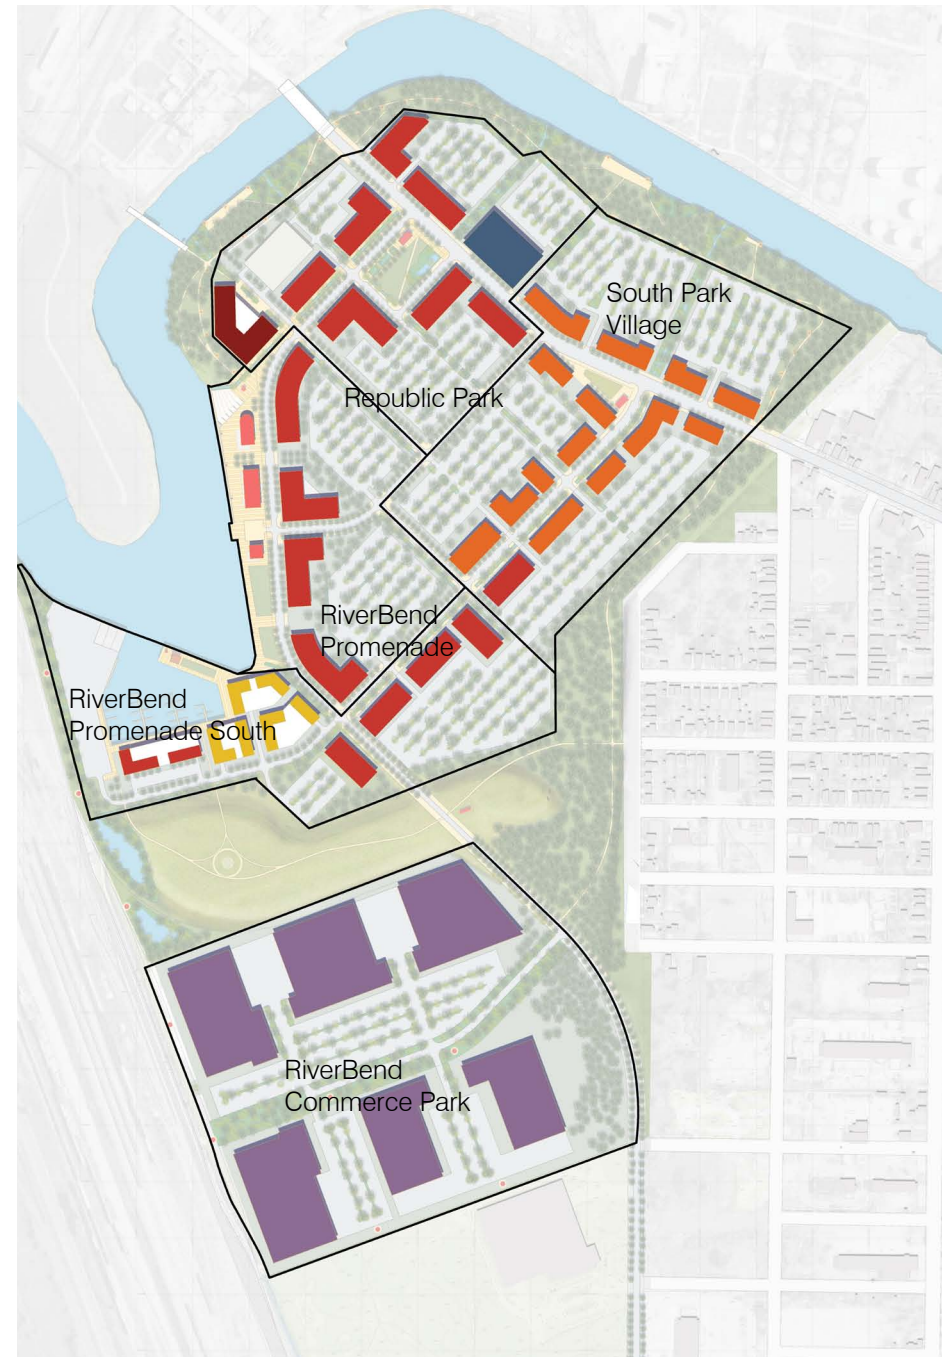 South Park
Village
Republic Park
RiverBend
Promenade
RiverBend
Promenade South
RiverBend
Commerce Park